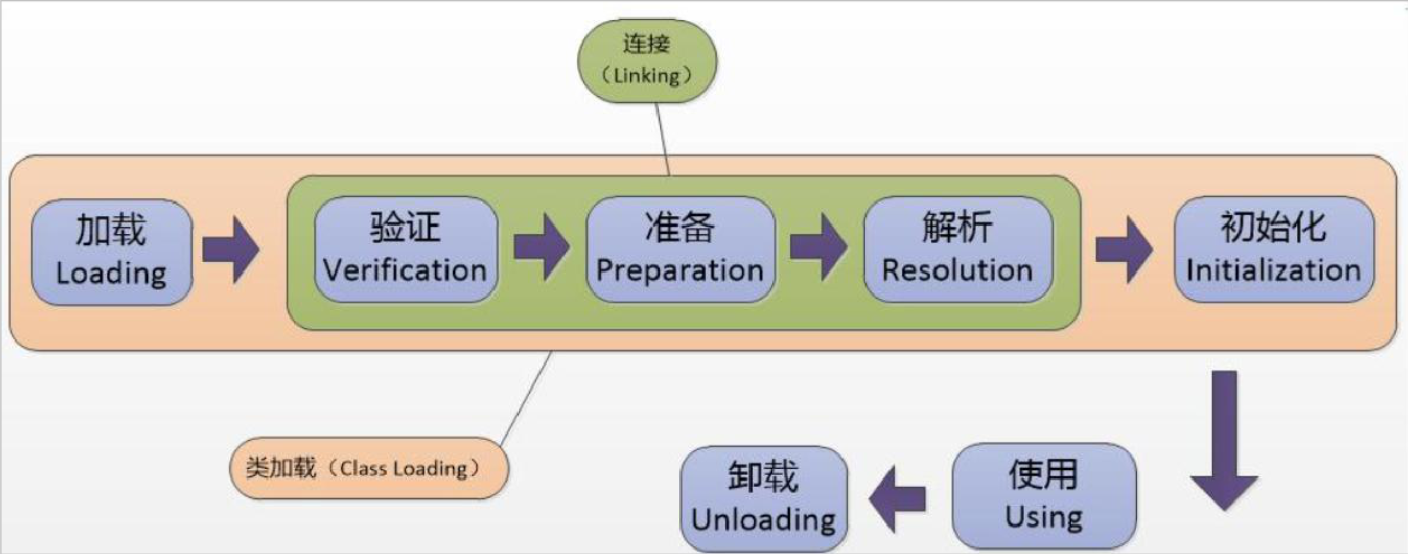 连接
（Linking）
加载
Loading
验证
Verification
准备
Preparation
解析
Resolution
初始化
Initialization
类加载（Class Loading）
卸载
Unloading
使用
Using